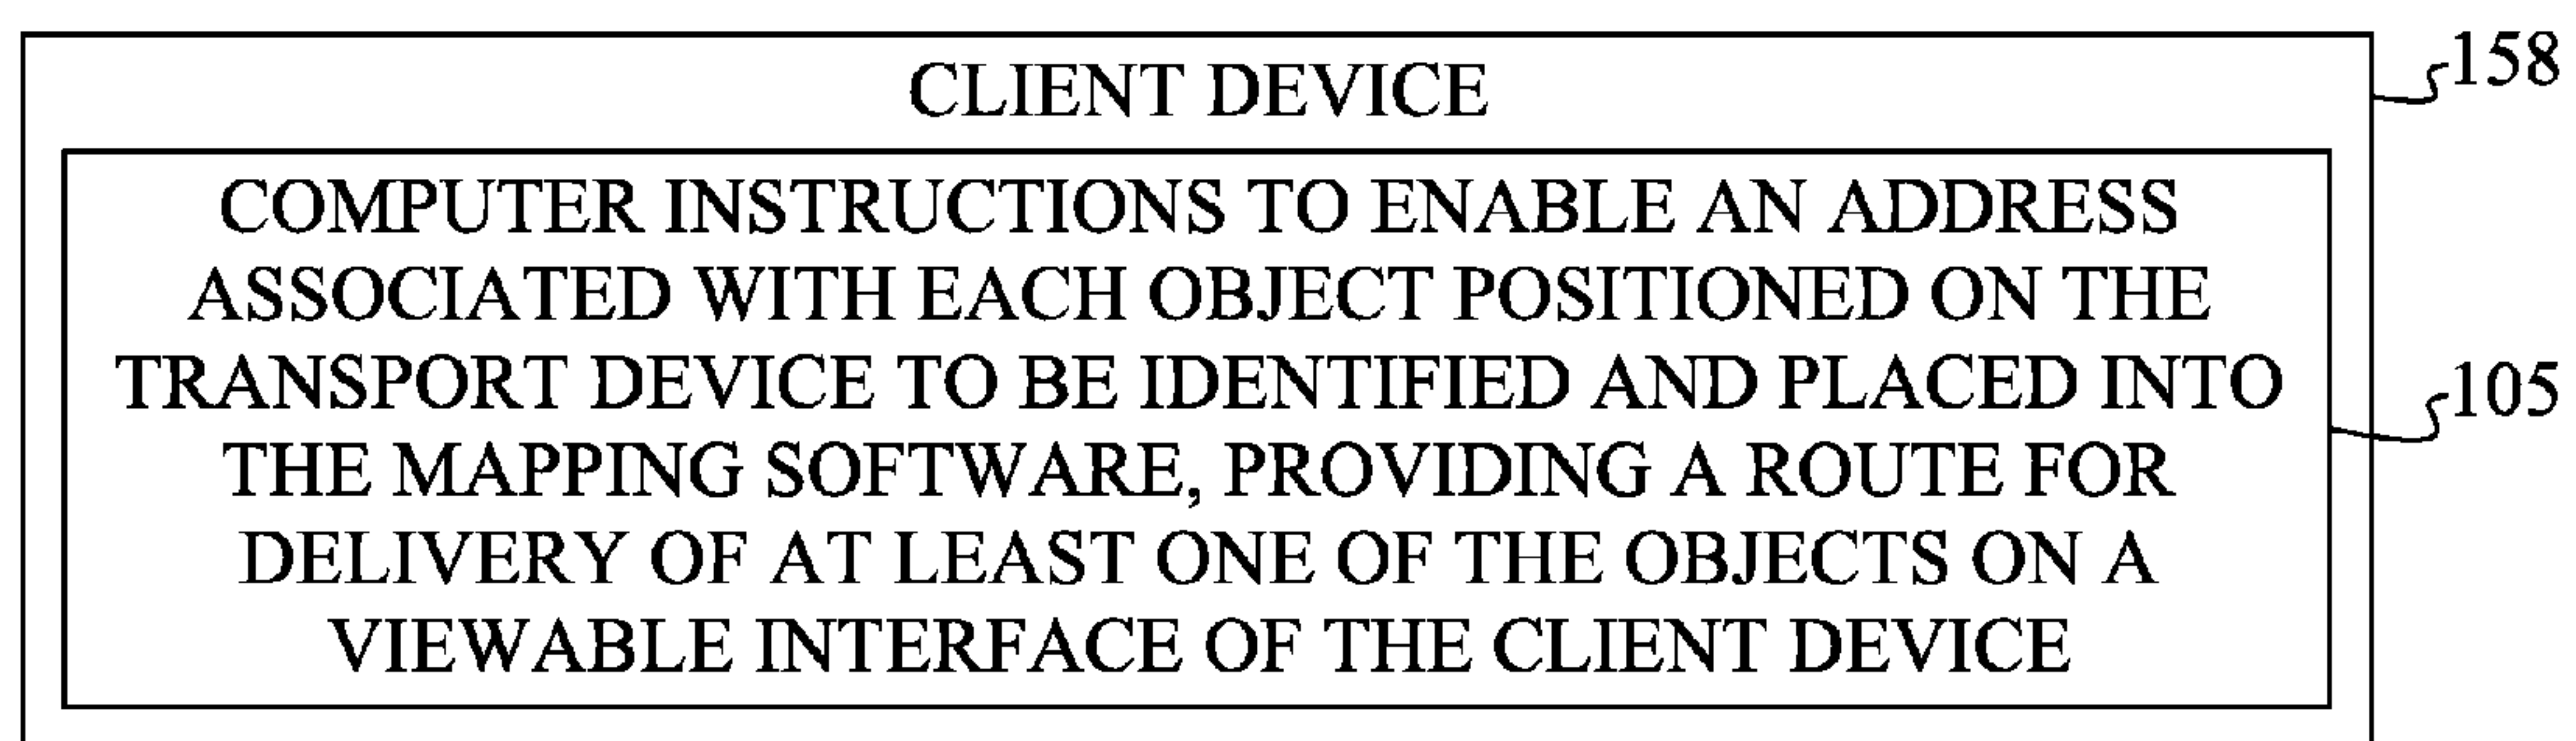 CLIENT DEVICE
158
COMPUTER INSTRUCTIONS TO ENABLE AN ADDRESS
ASSOCIATED WITH EACH OBJECT POSITIONED ON THE
TRANSPORT DEVICE TO BE IDENTIFIED AND PLACED INTO
105
THE MAPPING SOFTWARE, PROVIDING A ROUTE FOR
DELIVERY OF AT LEAST ONE OF THE OBJECTS ON A
VIEWABLE INTERFACE OF THE CLIENT DEVICE